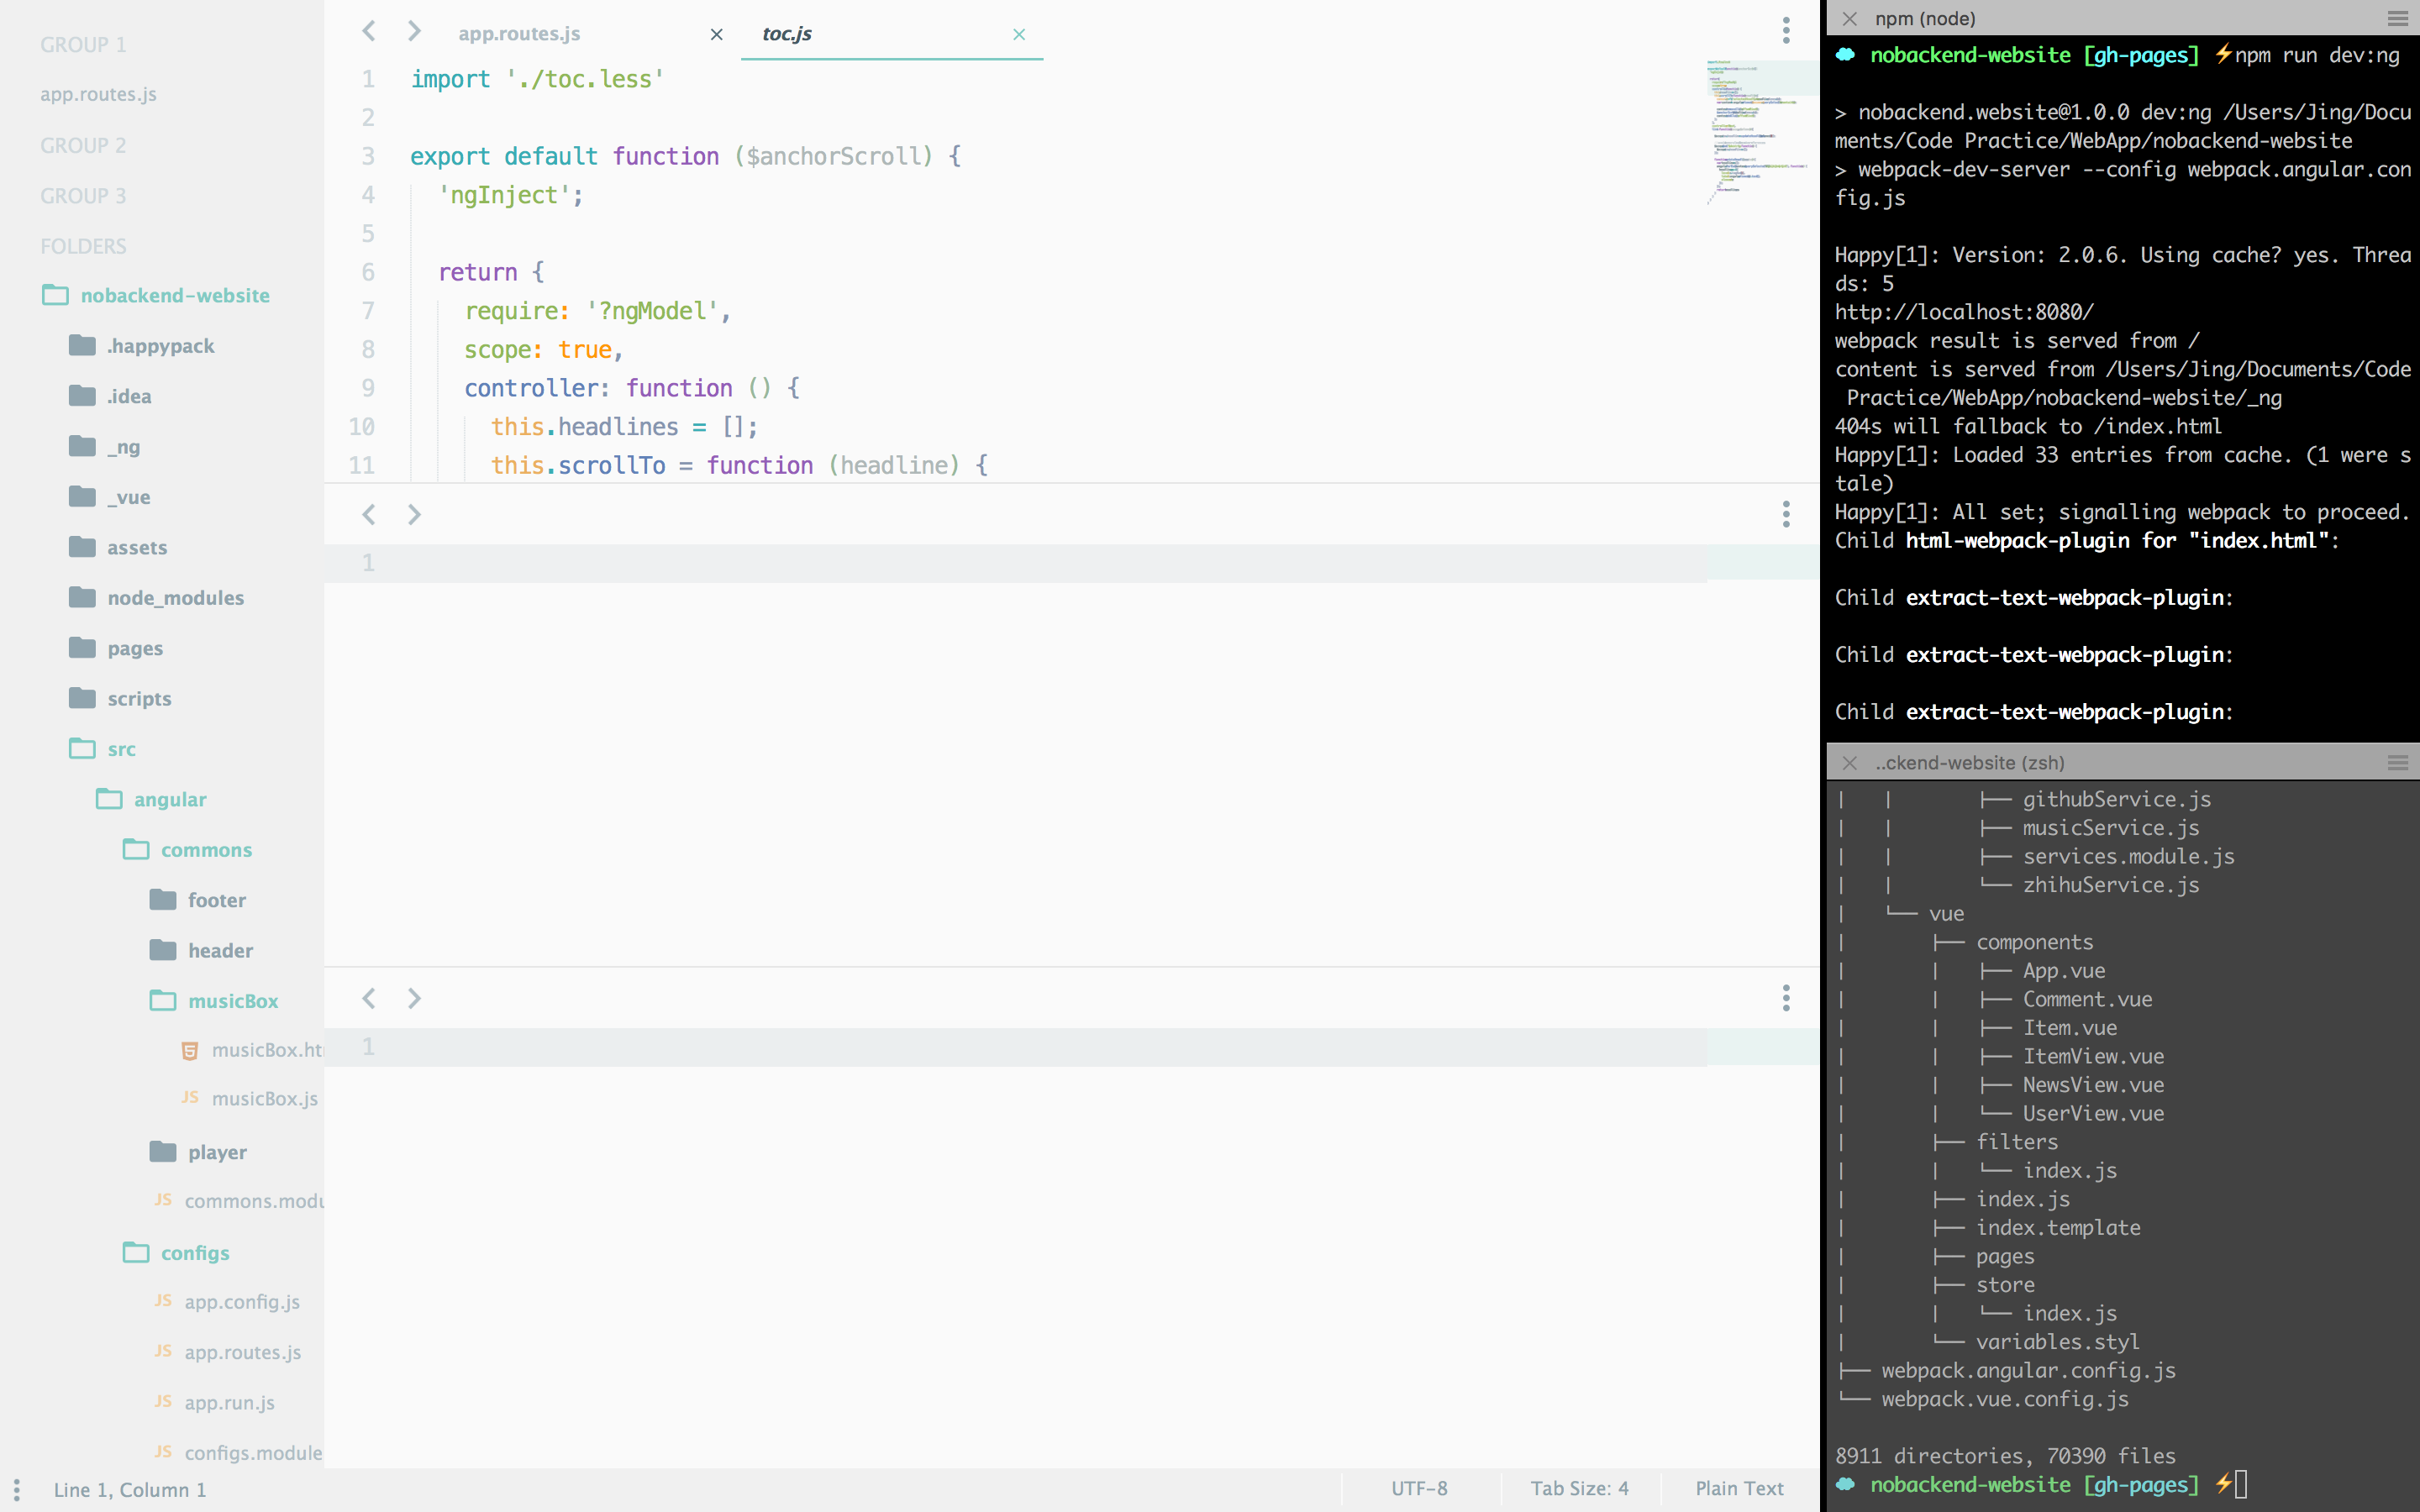 GROUP 1
app.routes.js
GROUP 2
GROUP 3
FOLDERS
nobackend-website
.happypack
.idea
_ng
_vue
assets
node_modules
pages
scripts
src
angular
commons
footer
header
musicBox
musicBox.ht
musicBox.js
player
commons.modu
configs
app.config.js
app.routes.js
app.run.js
configs.module
app.routes.js toc.js
1 import './toc.less'
2
3 export default function ($anchorScroll) {
4 'ngInject';
5
6 return {
7 require: '?ngModel',
8 scope: true,
9 controller: function () {
10 this.headlines = [];
11 this.scrollTo = function (headline) {
1
1
Line 1, Column 1
UTF-8
Tab Size: 4
Plain Text
npm (node)
nobackend-website [gh-pages] ⚡npm run dev:ng
> nobackend.website@1.0.0 dev:ng /Users/Jing/Docu
ments/Code Practice/WebApp/nobackend-website
> webpack-dev-server --config webpack.angular.con
fig.js
Happy[1]: Version: 2.0.6. Using cache? yes. Threa
ds: 5
http://localhost:8080/
webpack result is served from /
content is served from /Users/Jing/Documents/Code
Practice/WebApp/nobackend-website/_ng
404s will fallback to /index.html
Happy[1]: Loaded 33 entries from cache. (1 were s
tale)
Happy[1]: All set; signalling webpack to proceed.
Child html-webpack-plugin for "index.html":
Child extract-text-webpack-plugin:
Child extract-text-webpack-plugin:
Child extract-text-webpack-plugin:
..ckend-website (zsh)
│   │       ├── githubService.js
│   │       ├── musicService.js
│   │       ├── services.module.js
│   │       └── zhihuService.js
│   └── vue
│       ├── components
│       │   ├── App.vue
│       │   ├── Comment.vue
│       │   ├── Item.vue
│       │   ├── ItemView.vue
│       │   ├── NewsView.vue
│       │   └── UserView.vue
│       ├── filters
│       │   └── index.js
│       ├── index.js
│       ├── index.template
│       ├── pages
│       ├── store
│       │   └── index.js
│       └── variables.styl
├── webpack.angular.config.js
└── webpack.vue.config.js
8911 directories, 70390 files
nobackend-website [gh-pages] ⚡